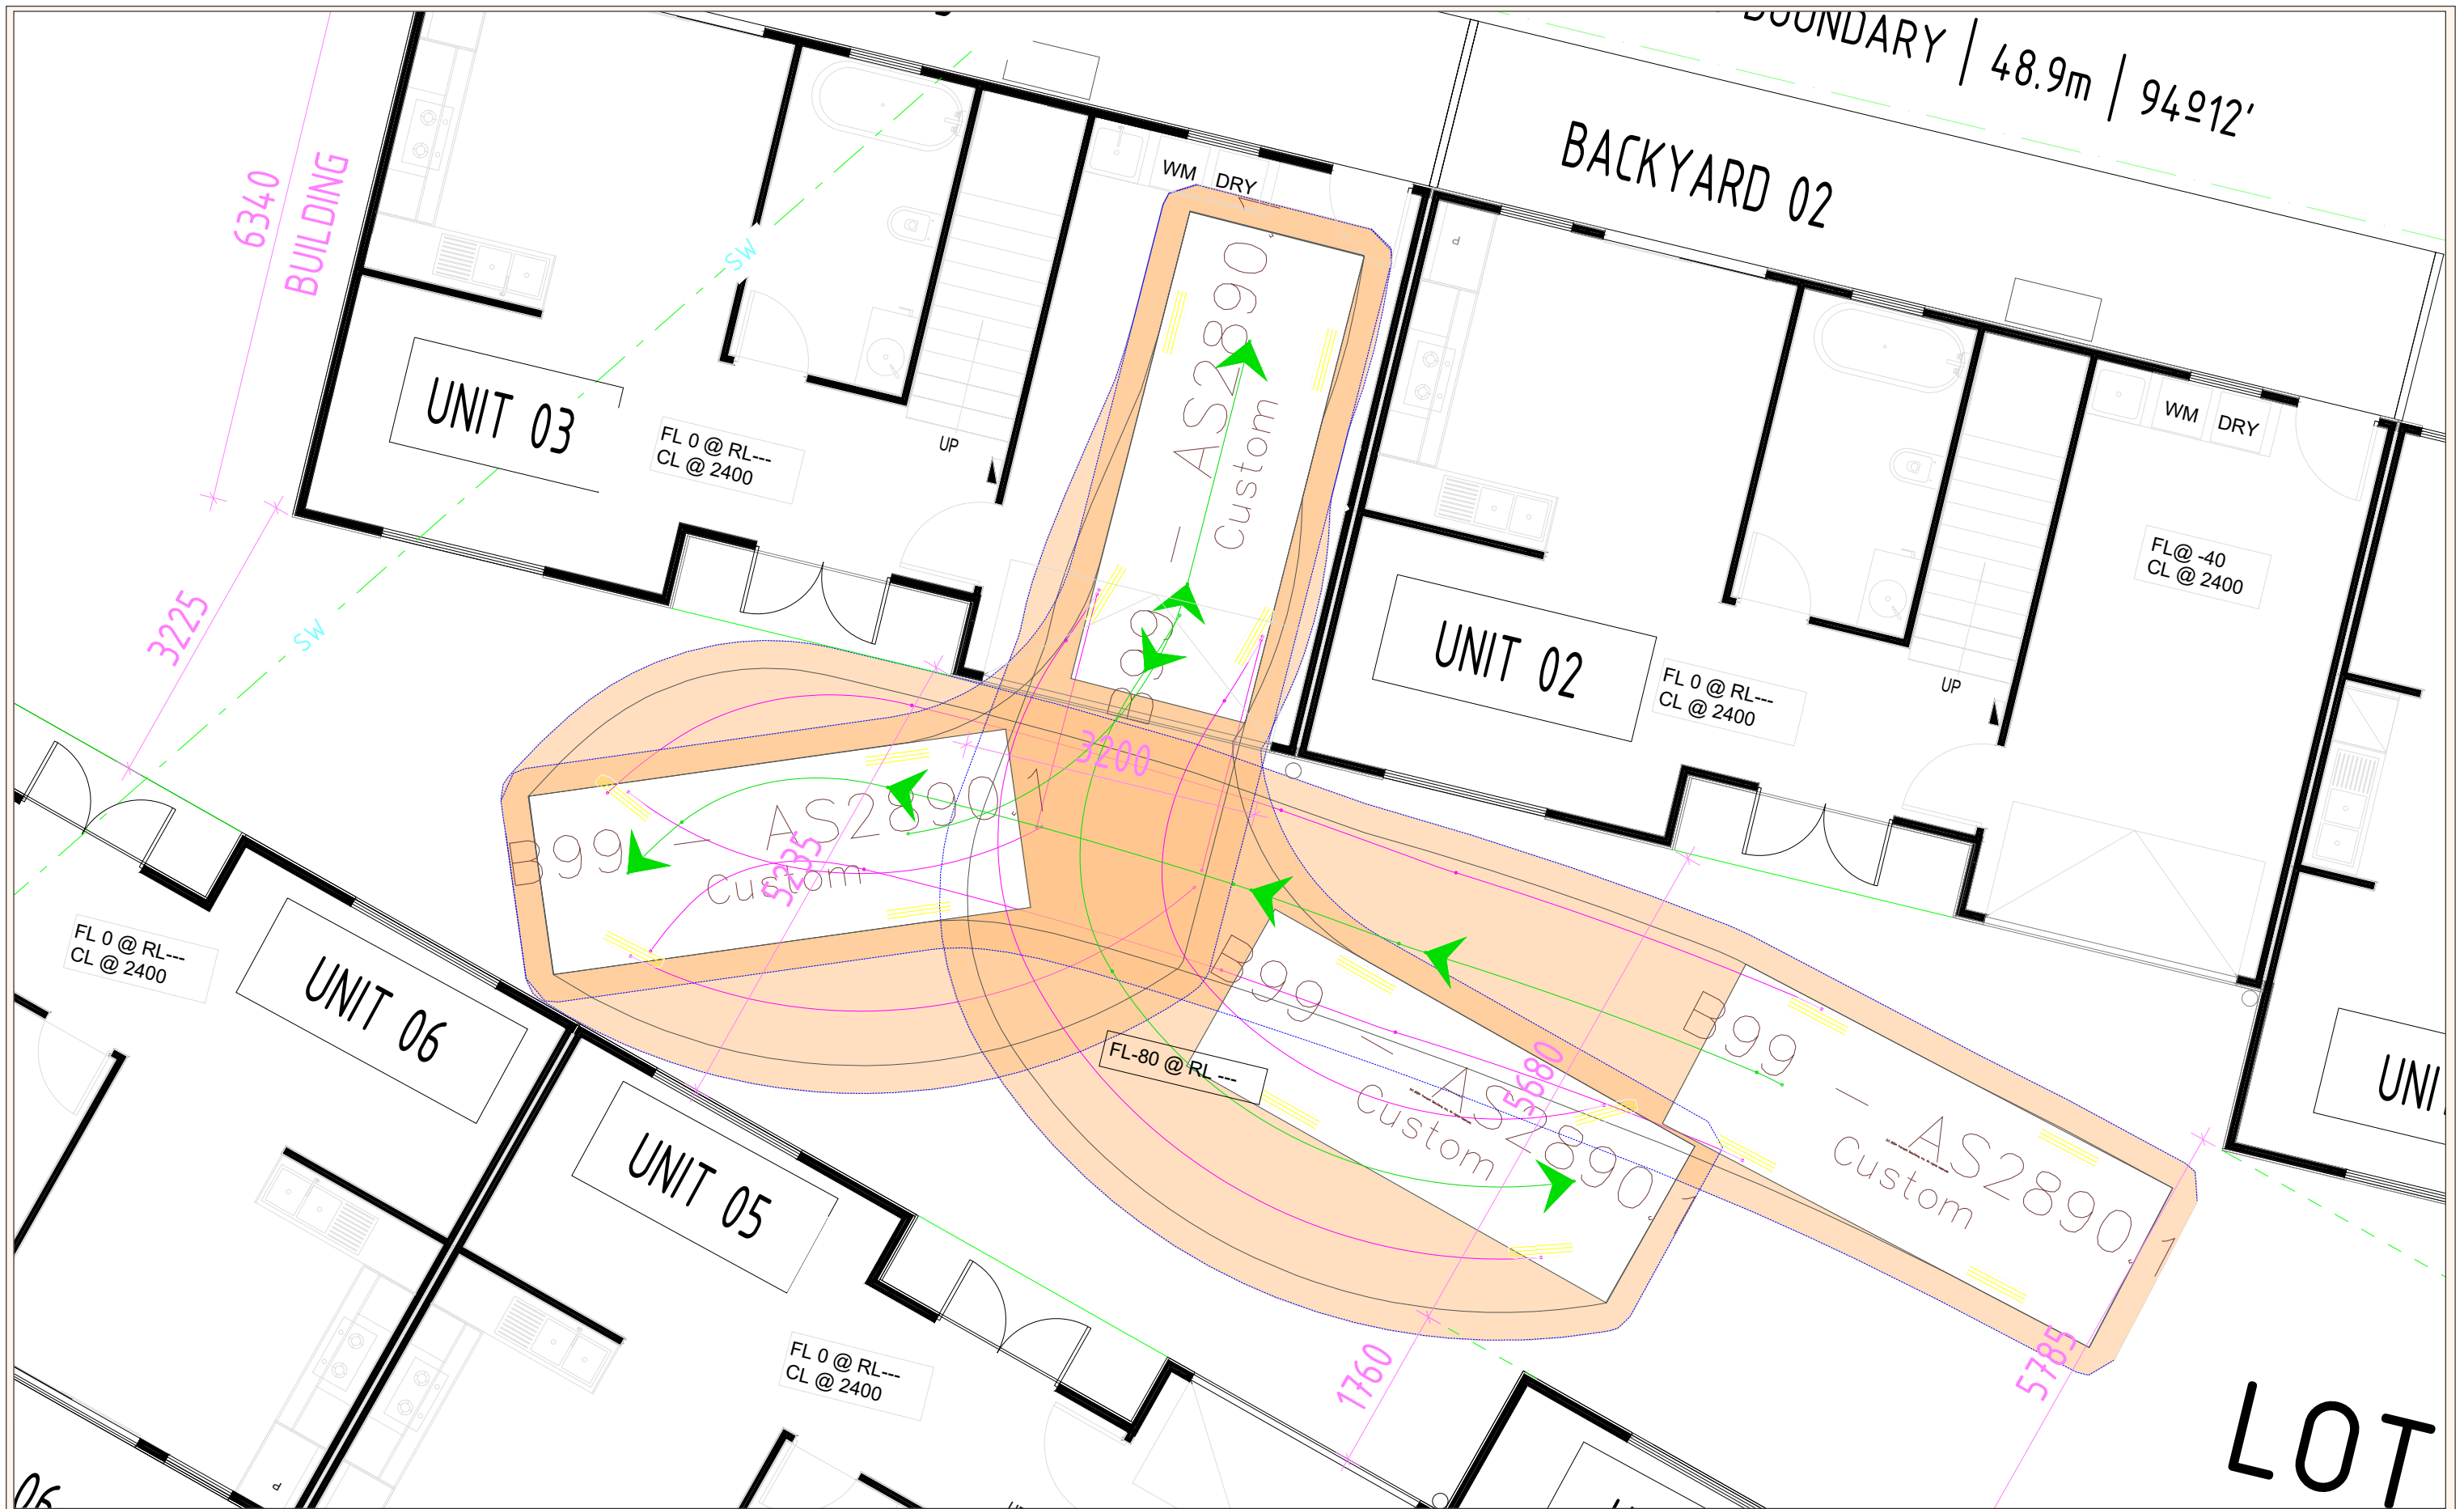 BOUNDARY | 48.9m | 94º12'
BACKYARD 02
6340
BUILDING
WM
DRY
SW
UNIT 03
FL 0 @ RL---
CL @ 2400
UP
B99 — AS2890.1
Custom
P
WM
DRY
FL@ -40
CL @ 2400
UNIT 02
FL 0 @ RL---
CL @ 2400
UP
3225
SW
3200
B99 — AS2890.1
Custom
5235
FL 0 @ RL---
CL @ 2400
UNIT 06
B99 — AS2890.1
Custom
FL-80 @ RL ---
5680
B99 — AS2890.1
Custom
UNI
UNIT 05
FL 0 @ RL---
CL @ 2400
1760
5785
LOT
P
06